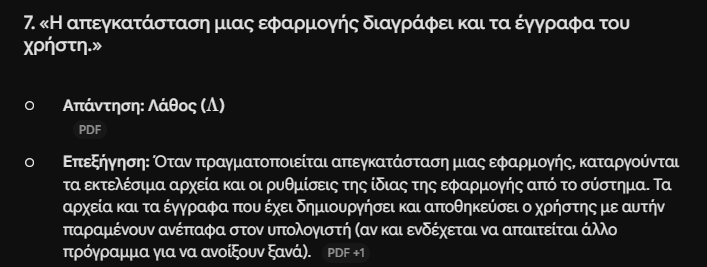 7. «Η απεγκατάσταση μιας εφαρμογής διαγράφει και τα έγγραφα του
χρήστη.»
Απάντηση: Λάθος (Λ)
PDF
Επεξήγηση: Όταν πραγματοποιείται απεγκατάσταση μιας εφαρμογής, καταργούνται
τα εκτελέσιμα αρχεία και οι ρυθμίσεις της ίδιας της εφαρμογής από το σύστημα. Τα
αρχεία και τα έγγραφα που έχει δημιουργήσει και αποθηκεύσει ο χρήστης με αυτήν
παραμένουν ανέπαφα στον υπολογιστή (αν και ενδέχεται να απαιτείται άλλο
πρόγραμμα για να ανοίξουν ξανά). PDF +1